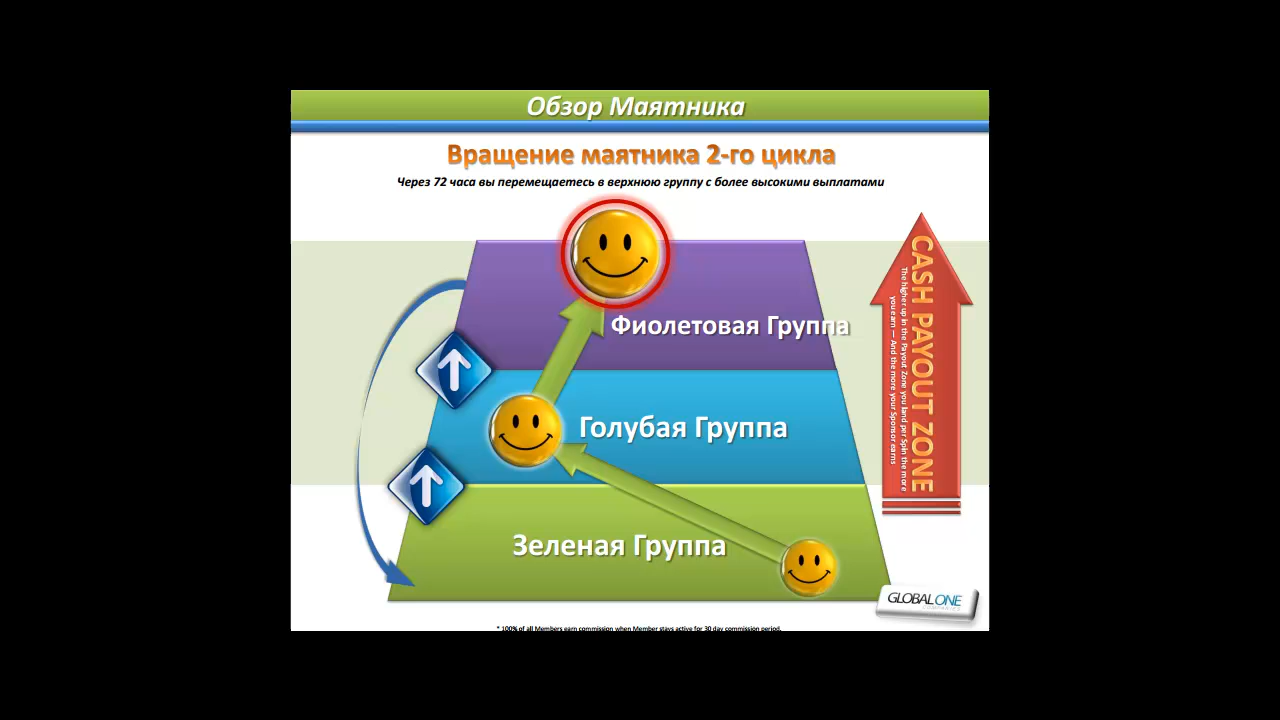 Обзор Маятника
Вращение маятника 2-го цикла
Через 72 часа вы перемещаетесь в верхнюю группу с более высокими выплатами
Фиолетовая Группа
Голубая Группа
Зеленая Группа
CASH PAYOUT ZONE
The higher up in the Payout Zone you land per Spin the more
you earn — And the more your Sponsor earns
GLOBAL ONE
COMPANIES
* 100% of all Members earn commission when Member stays active for 30 day commission period.